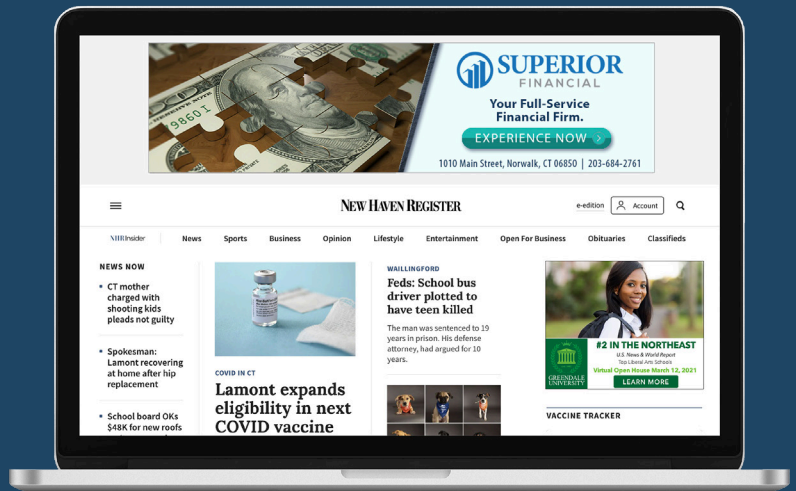 SUPERIOR
FINANCIAL
Your Full-Service
Financial Firm.
EXPERIENCE NOW
1010 Main Street, Norwalk, CT 06850 | 203-684-2761
9860 1
NEW HAVEN REGISTER
e-edition
Account
NHRInsider
News
Sports
Business
Opinion
Lifestyle
Entertainment
Open For Business
Obituaries
Classifieds
NEWS NOW
CT mother
charged with
shooting kids
pleads not guilty
Spokesman:
Lamont recovering
at home after hip
replacement
School board OKs
$48K for new roofs
COVID IN CT
Lamont expands
eligibility in next
COVID vaccine
WAILLINGFORD
Feds: School bus
driver plotted to
have teen killed
The man was sentenced to 19
years in prison. His defense
attorney, had argued for 10
years.
#2 IN THE NORTHEAST
U.S. News & World Report
Top Liberal Arts Schools
Virtual Open House March 12, 2021
LEARN MORE
GREENDALE
UNIVERSITY
VACCINE TRACKER